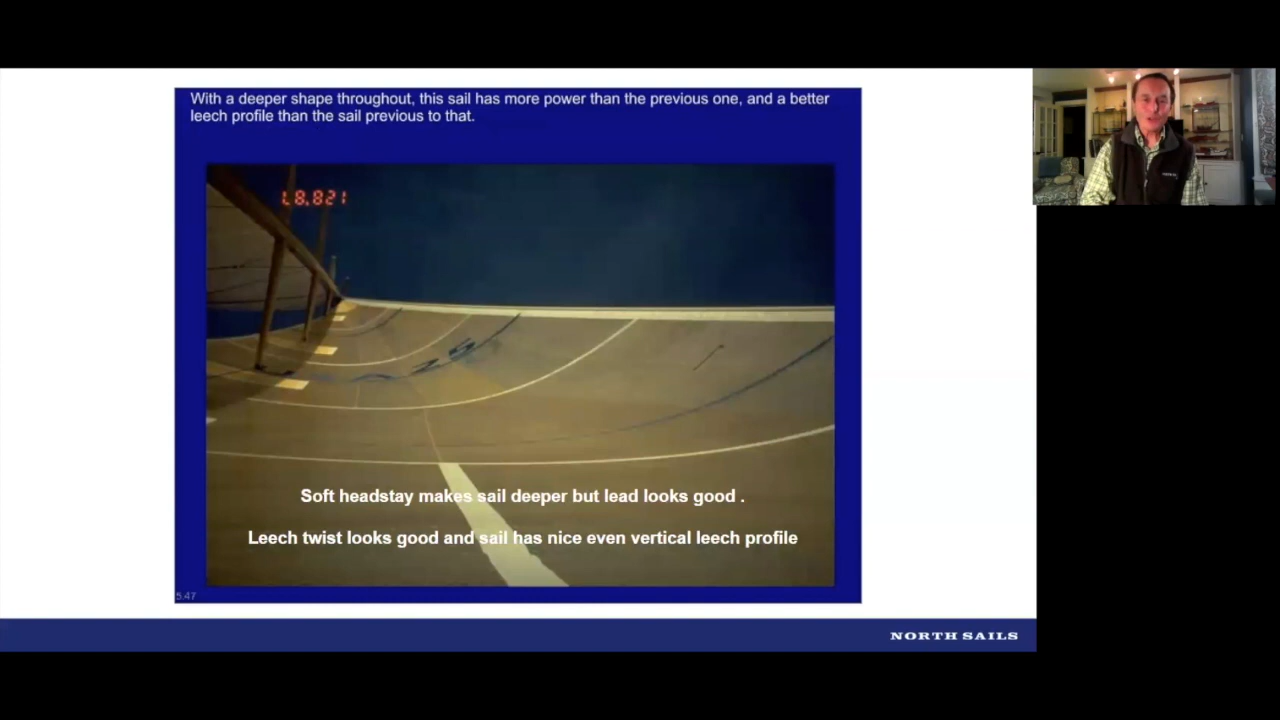 With a deeper shape throughout, this sail has more power than the previous one, and a better
leech profile than the sail previous to that.
Soft headstay makes sail deeper but lead looks good .
Leech twist looks good and sail has nice even vertical leech profile
5.47
NORTH SAILS